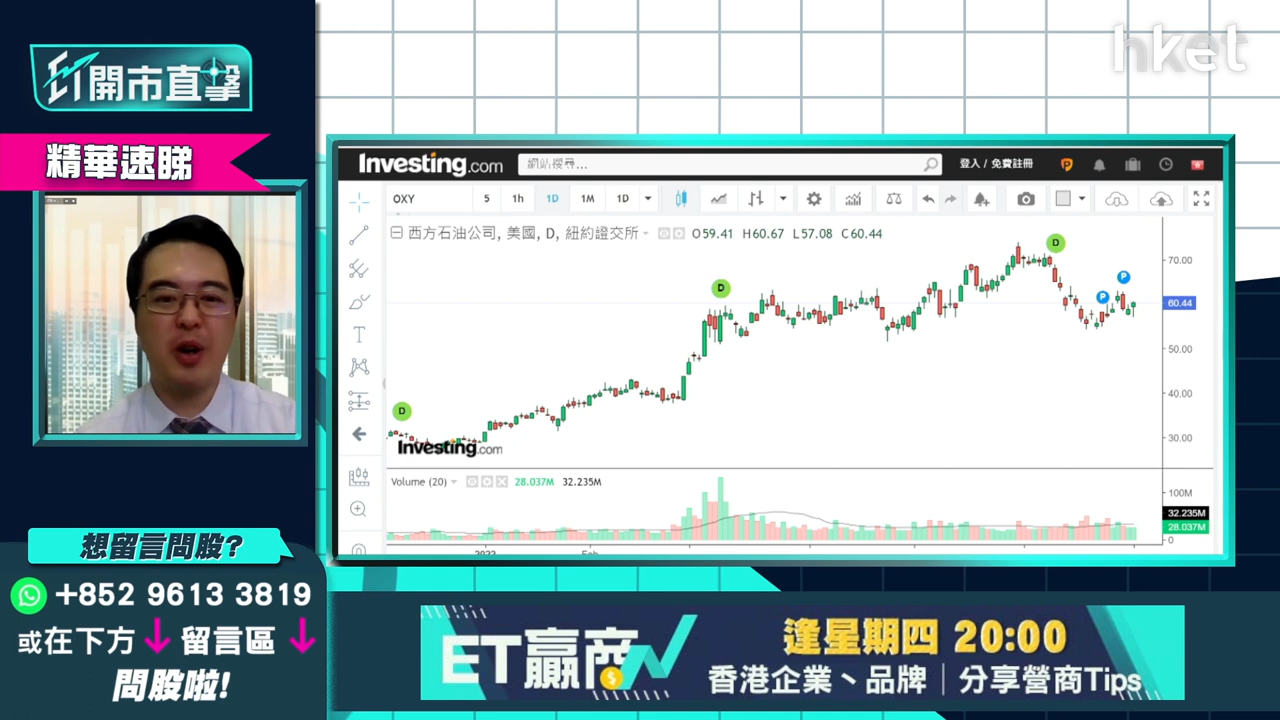 hket
ET開市直擊
精華速睇
Investing.com
網站搜尋...
登入 / 免費註冊
OXY
5
1h
1D
1M
1D
西方石油公司, 美國, D, 紐約證交所
O59.41 H60.67 L57.08 C60.44
D
D
D
P
P
70.00
60.44
50.00
40.00
30.00
Investing.com
Volume (20)
28.037M
32.235M
100M
32.235M
28.037M
0
想留言問股?
+852 9613 3819
或在下方↓留言區↓
問股啦!
ET贏商
逢星期四 20:00
香港企業、品牌｜分享營商Tips